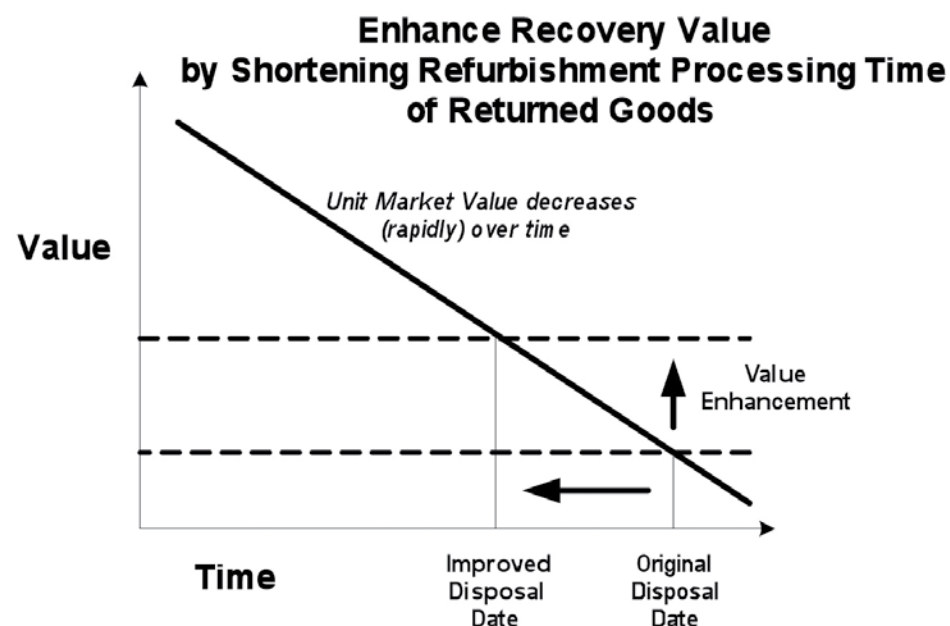 Enhance Recovery Value
by Shortening Refurbishment Processing Time
of Returned Goods
Unit Market Value decreases
(rapidly) over time
Value
Value
Enhancement
Time
Improved
Disposal
Date
Original
Disposal
Date